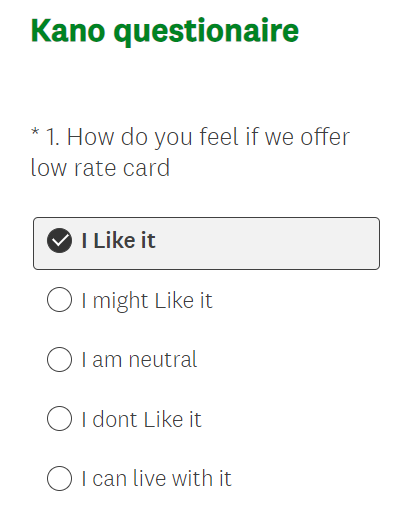 Kano questionaire
* 1. How do you feel if we offer
low rate card
I Like it
I might Like it
I am neutral
I dont Like it
I can live with it